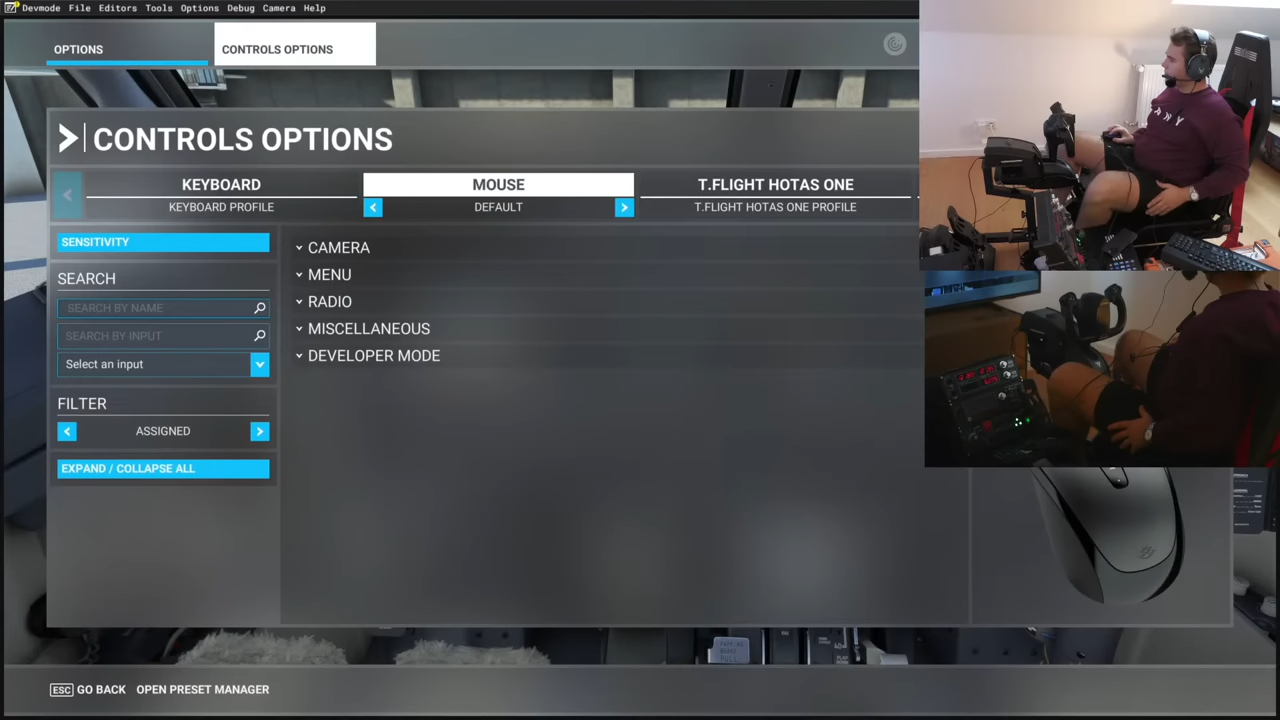 Devmode File Editors Tools Options Debug Camera Help
OPTIONS
CONTROLS OPTIONS
CONTROLS OPTIONS
KEYBOARD
KEYBOARD PROFILE
MOUSE
DEFAULT
T.FLIGHT HOTAS ONE
T.FLIGHT HOTAS ONE PROFILE
SENSITIVITY
SEARCH
SEARCH BY NAME
SEARCH BY INPUT
Select an input
FILTER
ASSIGNED
EXPAND / COLLAPSE ALL
CAMERA
MENU
RADIO
MISCELLANEOUS
DEVELOPER MODE
ESC GO BACK OPEN PRESET MANAGER